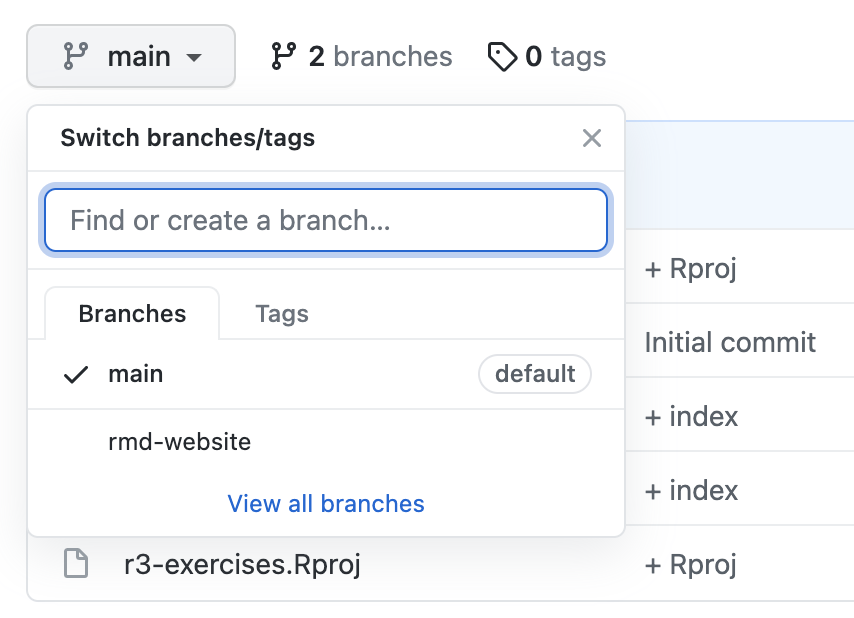 main
2 branches
0 tags
Switch branches/tags
Find or create a branch...
Branches
Tags
main
default
rmd-website
View all branches
+ Rproj
Initial commit
+ index
+ index
r3-exercises.Rproj
+ Rproj